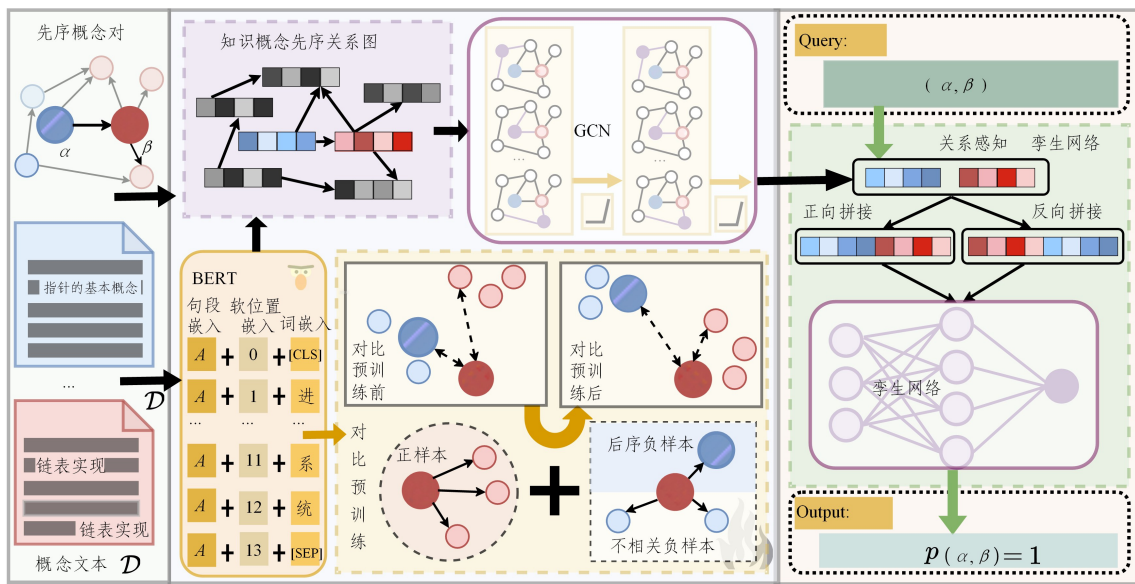 先序概念对
α
β
指针的基本概念
...
𝒟
链表实现
链表实现
概念文本 𝒟
知识概念先序关系图
GCN
...
...
BERT
句段 软位置
嵌入 嵌入 词嵌入
A + 0 + [CLS]
A + 1 + 进
... ... ...
A + 11 + 系
A + 12 + 统
A + 13 + [SEP]
对比
预训
练前
对比
预训
练后
对
比
预
训
练
正样本
+
后序负样本
不相关负样本
Query:
(α, β)
关系感知 孪生网络
正向拼接 反向拼接
孪生网络
Output:
p(α, β)=1